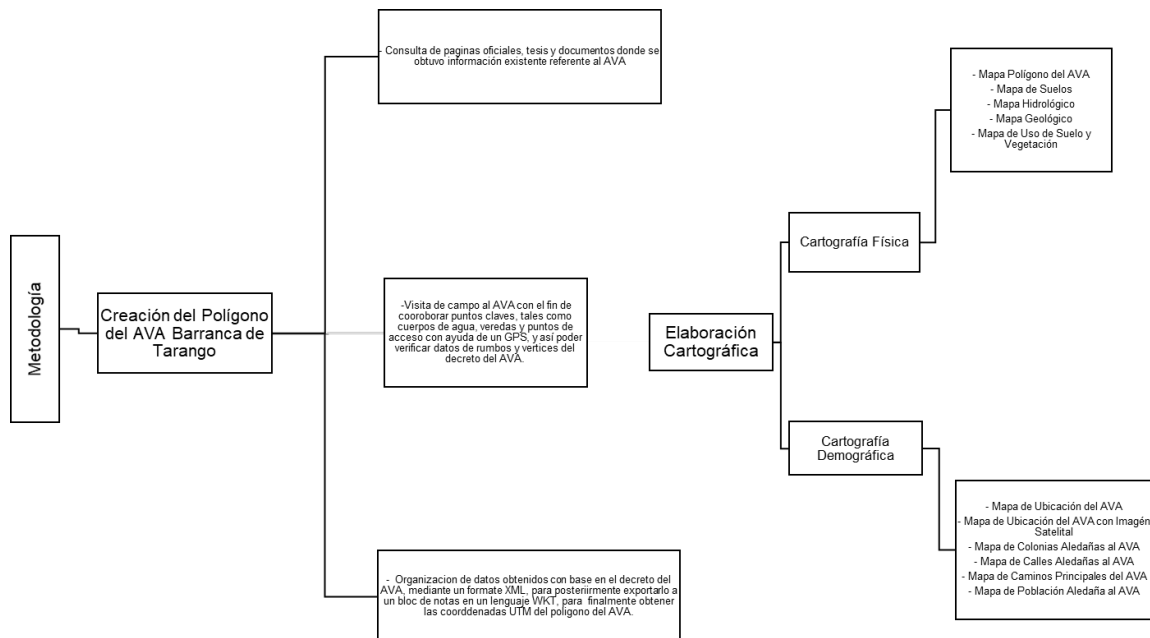 Metodología
Creación del Polígono
del AVA Barranca de
Tarango
- Consulta de paginas oficiales, tesis y documentos donde se
obtuvo información existente referente al AVA
-Visita de campo al AVA con el fin de
cooroborar puntos claves, tales como
cuerpos de agua, veredas y puntos de
acceso con ayuda de un GPS, y así poder
verificar datos de rumbos y vertices del
decreto del AVA.
- Organizacion de datos obtenidos con base en el decreto del
AVA, mediante un formate XML, para posteriirmente exportarlo a
un bloc de notas en un lenguaje WKT, para finalmente obtener
las coorddenadas UTM del polígono del AVA.
Elaboración
Cartográfica
Cartografía Física
- Mapa Polígono del AVA
- Mapa de Suelos
- Mapa Hidrológico
- Mapa Geológico
- Mapa de Uso de Suelo y
Vegetación
Cartografía
Demográfica
- Mapa de Ubicación del AVA
- Mapa de Ubicación del AVA con Imagén
Satelital
- Mapa de Colonias Aledañas al AVA
- Mapa de Calles Aledañas al AVA
- Mapa de Caminos Principales del AVA
- Mapa de Población Aledaña al AVA